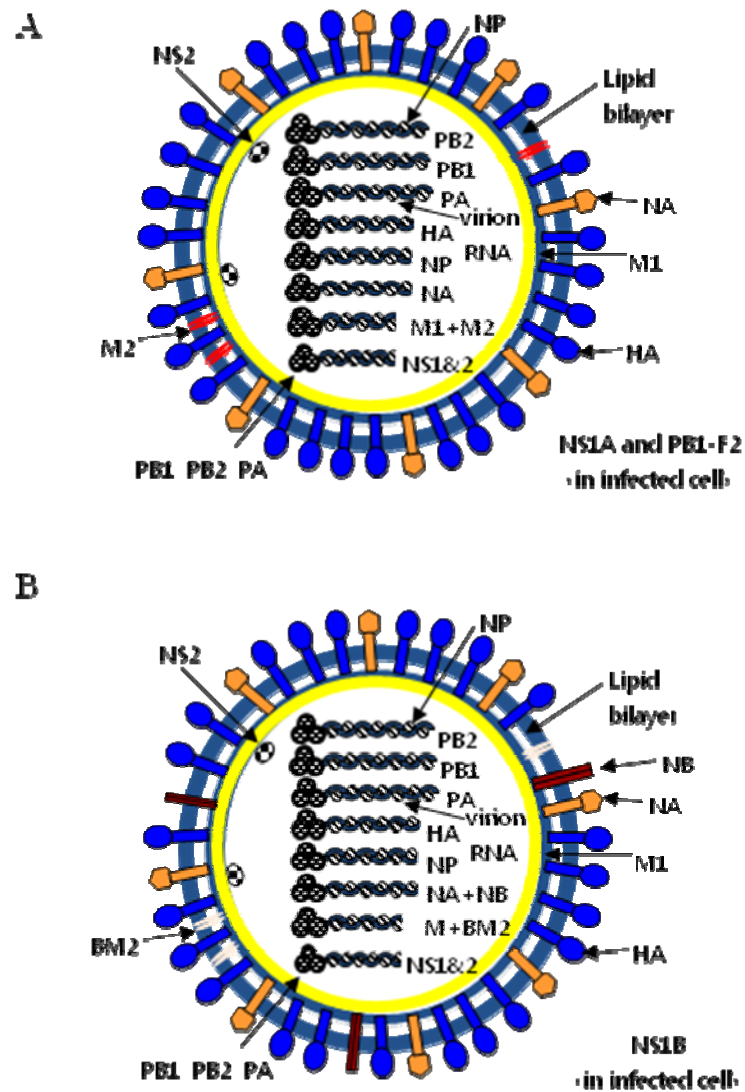 A
NP
NS2
Lipid
bilayer
PB2
PB1
PA
virion
NA
HA
RNA
M1
NP
NA
M1+M2
M2
HA
NS1&2
NS1A and PB1-F2
in infected cell
PB1 PB2 PA
B
NP
NS2
Lipid
bilayer
PB2
NB
PB1
PA
NA
virion
HA
RNA
M1
NP
NA+NB
M+BM2
BM2
HA
NS1&2
NS1B
in infected cell
PB1 PB2 PA